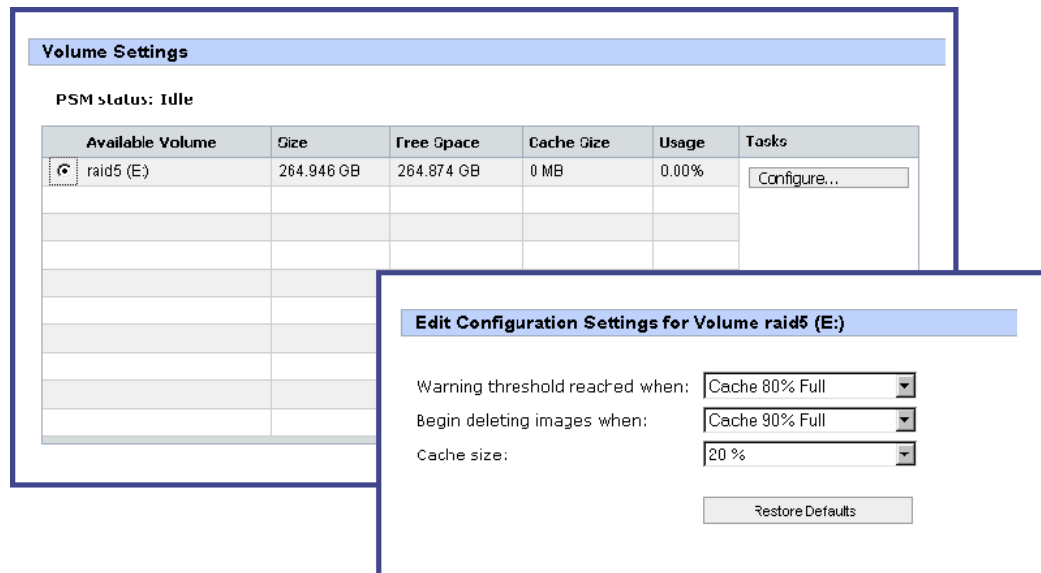 Volume Settings
PSM status: Idle
Available Volume Size Free Space Cache Size Usage Tasks
raid5 (E:) 264.946 GB 264.874 GB 0 MB 0.00% Configure...
Edit Configuration Settings for Volume raid5 (E:)
Warning threshold reached when: Cache 80% Full
Begin deleting images when: Cache 90% Full
Cache size: 20 %
Restore Defaults